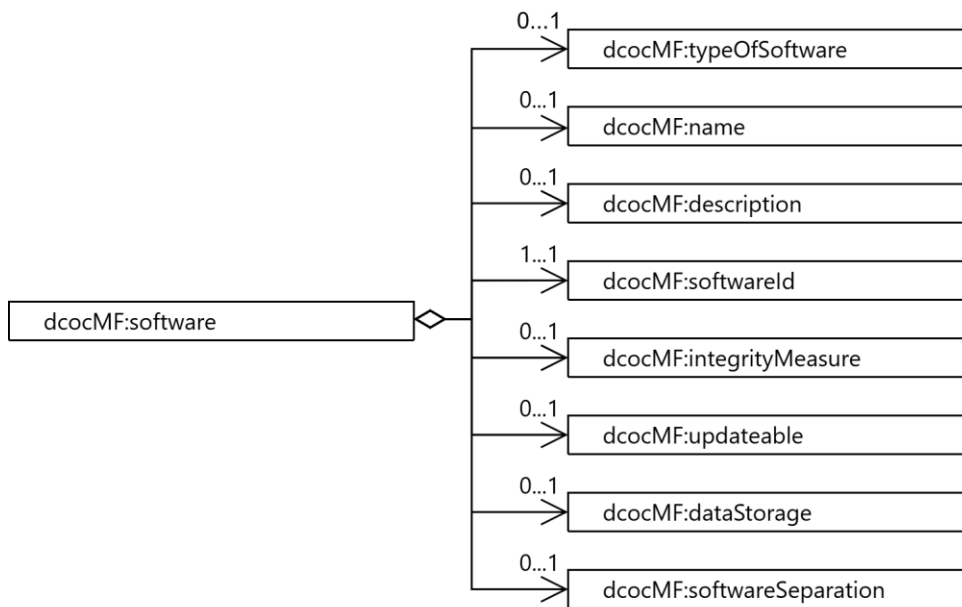 0...1
dcocMF:typeOfSoftware
0...1
dcocMF:name
0...1
dcocMF:description
1...1
dcocMF:softwareId
dcocMF:software
0...1
dcocMF:integrityMeasure
0...1
dcocMF:updateable
0...1
dcocMF:dataStorage
0...1
dcocMF:softwareSeparation